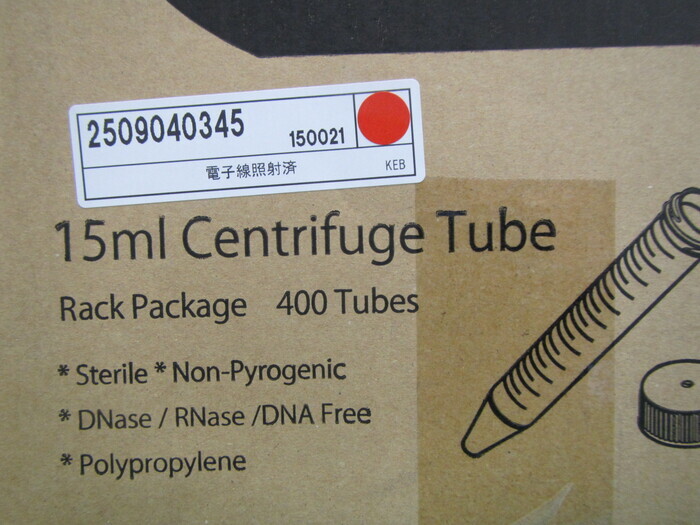 2509040345 150021
電子線照射済 KEB
15ml Centrifuge Tube
Rack Package 400 Tubes
* Sterile * Non-Pyrogenic
* DNase / RNase /DNA Free
* Polypropylene